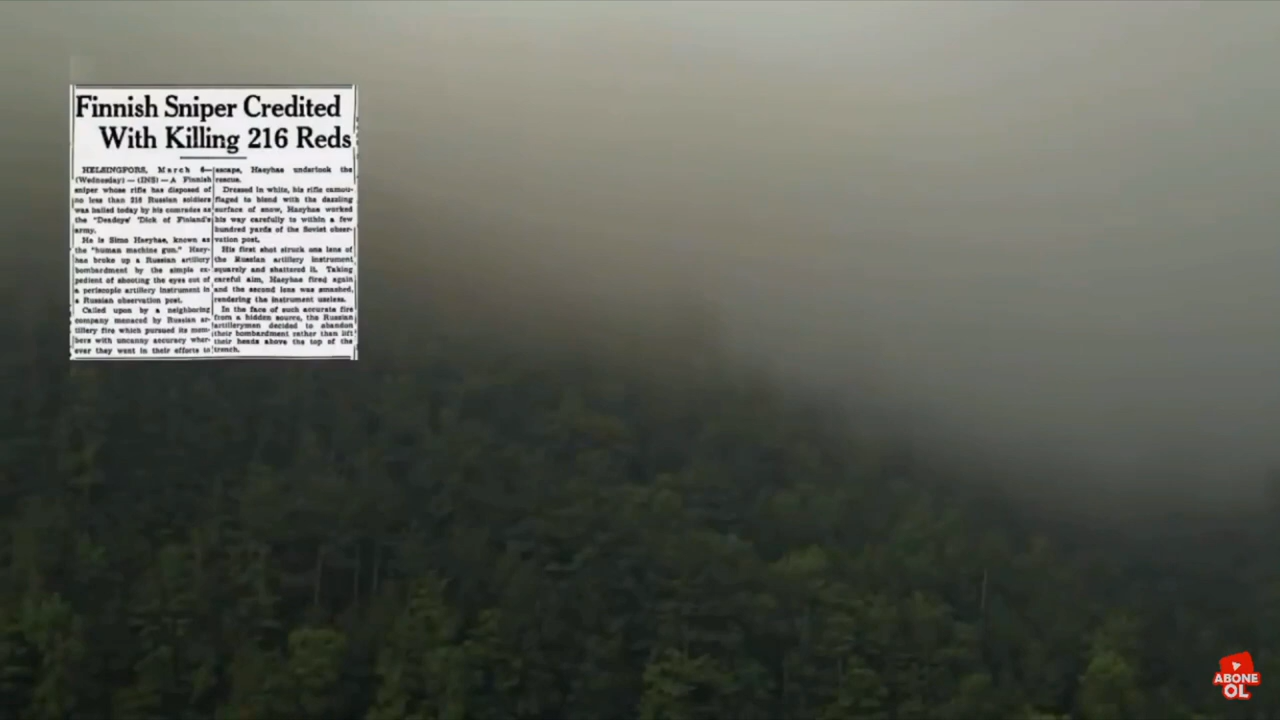 Finnish Sniper Credited
With Killing 216 Reds
HELSINGFORS, March 6—
(Wednesday) — (INS) — A Finnish
sniper whose rifle has disposed of
no less than 216 Russian soldiers
was hailed today by his comrades as
the "Deadeye' 'Dick of Finland's
army.
He is Simo Haeyhae, known as
the "human machine gun." Haey-
hae broke up a Russian artillery
bombardment by the simple ex-
pedient of shooting the eyes out of
a periscopic artillery instrument in
a Russian observation post.
Called upon by a neighboring
company menaced by Russian ar-
tillery fire which pursued its mem-
bers with uncanny accuracy wher-
ever they went in their efforts to
escape, Haeyhae undertook the
rescue.
Dressed in white, his rifle camou-
flaged to blend with the dazzling
surface of snow, Haeyhae worked
his way carefully to within a few
hundred yards of the Soviet obser-
vation post.
His first shot struck one lens of
the Russian artillery instrument
squarely and shattered it. Taking
careful aim, Haeyhae fired again
and the second lens was smashed,
rendering the instrument useless.
In the face of such accurate fire
from a hidden source, the Russian
artillerymen decided to abandon
their bombardment rather than lift
their heads above the top of the
trench.
ABONE
OL